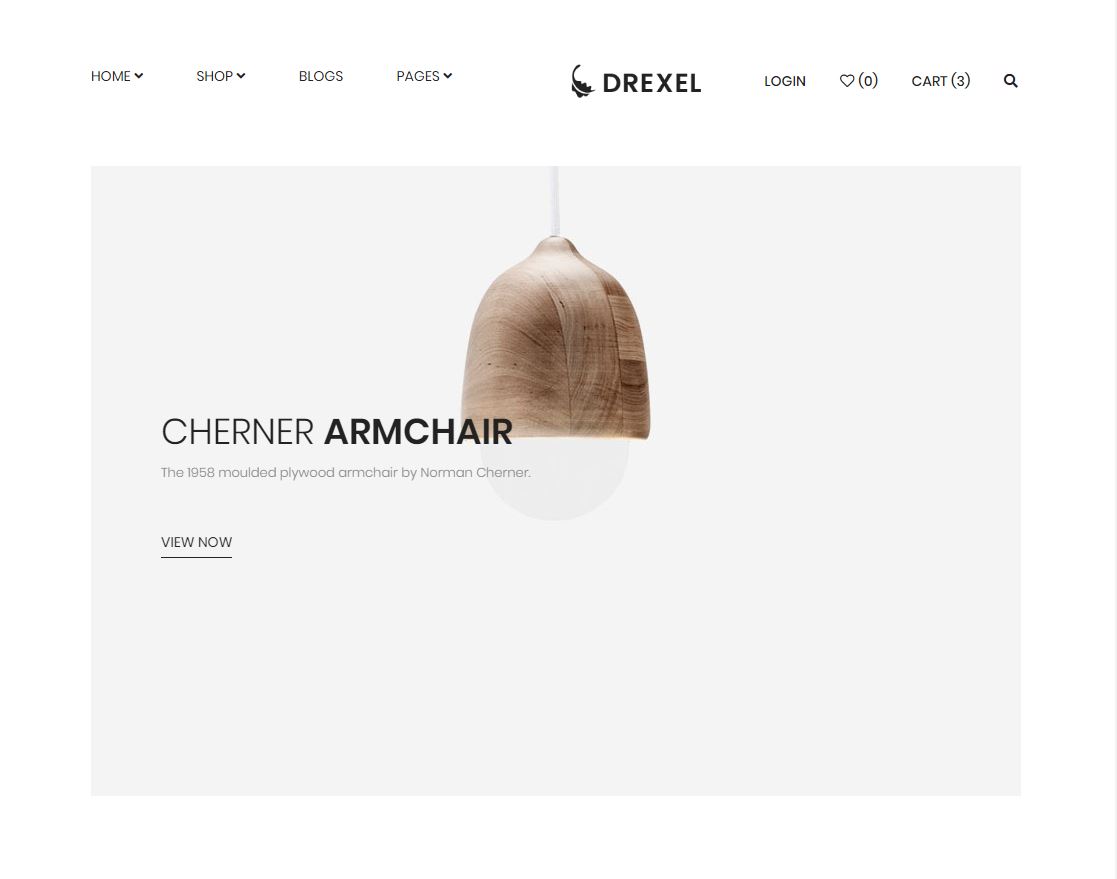 HOME SHOP BLOGS PAGES DREXEL LOGIN (0) CART (3)
CHERNER ARMCHAIR
The 1958 moulded plywood armchair by Norman Cherner.
VIEW NOW